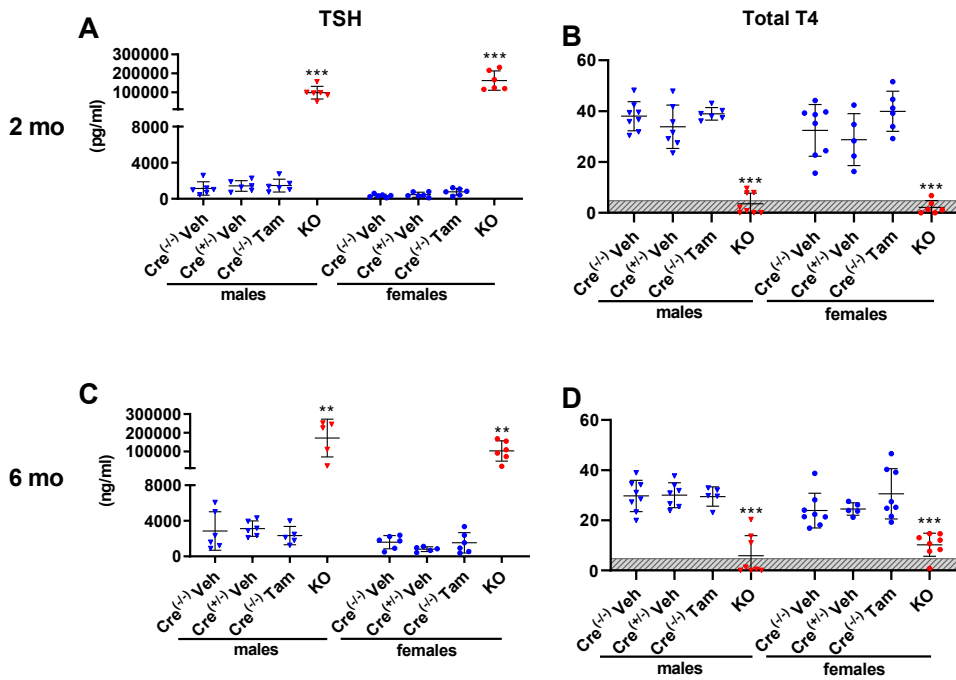 TSH
Total T4
2 mo
A
(pg/ml)
300000
200000
100000
8000
4000
0
***
***
Cre(-/-) Veh
Cre(+/-) Veh
Cre(-/-) Tam
KO
Cre(-/-) Veh
Cre(+/-) Veh
Cre(-/-) Tam
KO
males
females
B
60
40
20
0
***
***
Cre(-/-) Veh
Cre(+/-) Veh
Cre(-/-) Tam
KO
Cre(-/-) Veh
Cre(+/-) Veh
Cre(-/-) Tam
KO
males
females
6 mo
C
(ng/ml)
300000
200000
100000
8000
4000
0
**
**
Cre(-/-) Veh
Cre(+/-) Veh
Cre(-/-) Tam
KO
Cre(-/-) Veh
Cre(+/-) Veh
Cre(-/-) Tam
KO
males
females
D
60
40
20
0
***
***
Cre(-/-) Veh
Cre(+/-) Veh
Cre(-/-) Tam
KO
Cre(-/-) Veh
Cre(+/-) Veh
Cre(-/-) Tam
KO
males
females